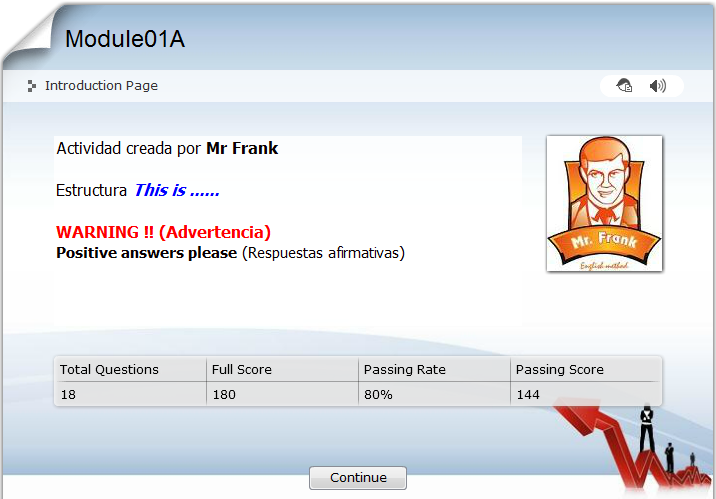 Module01A
Introduction Page
Actividad creada por Mr Frank
Estructura This is ......
WARNING !! (Advertencia)
Positive answers please (Respuestas afirmativas)
Mr. Frank
English method
Total Questions Full Score Passing Rate Passing Score
18 180 80% 144
Continue